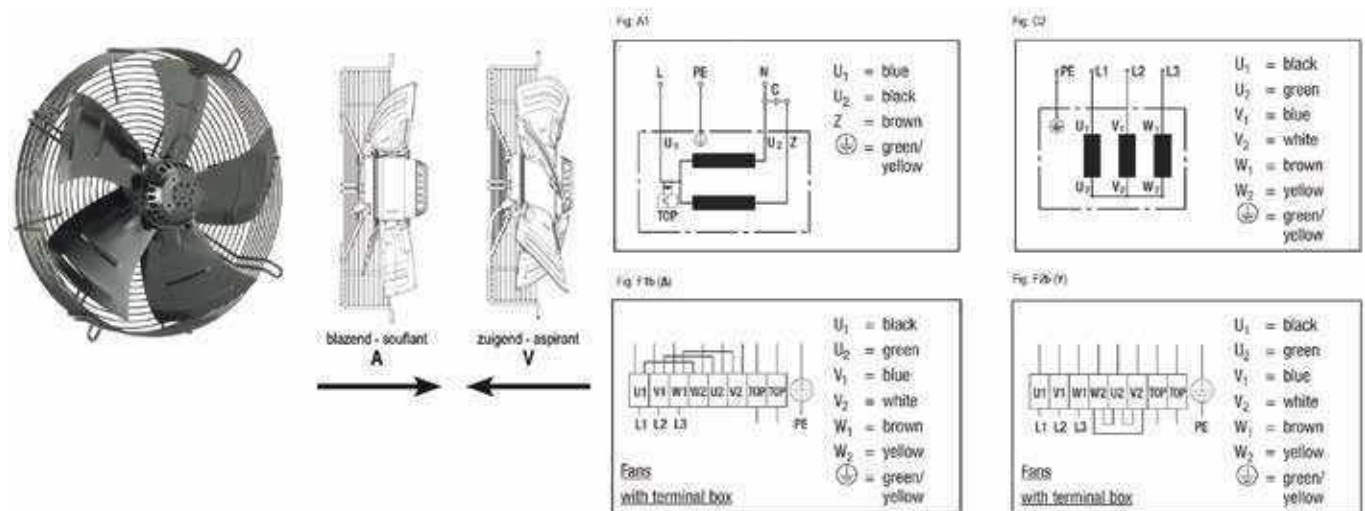 blazend - souflant
A
zuigend - aspirant
V
Fig. A1
L PE N
C
U₁ U₂ Z
TOP
U₁ = blue
U₂ = black
Z = brown
= green/
yellow
Fig. C2
PE L1 L2 L3
U₁ V₁ W₁
U₂ V₂ W₂
U₁ = black
U₂ = green
V₁ = blue
V₂ = white
W₁ = brown
W₂ = yellow
= green/
yellow
Fig. F1b (Δ)
U1 V1 W1 W2 U2 V2 TOP TOP
L1 L2 L3 PE
Fans
with terminal box
U₁ = black
U₂ = green
V₁ = blue
V₂ = white
W₁ = brown
W₂ = yellow
= green/
yellow
Fig. F2b (Y)
U1 V1 W1 W2 U2 V2 TOP TOP
L1 L2 L3 PE
Fans
with terminal box
U₁ = black
U₂ = green
V₁ = blue
V₂ = white
W₁ = brown
W₂ = yellow
= green/
yellow